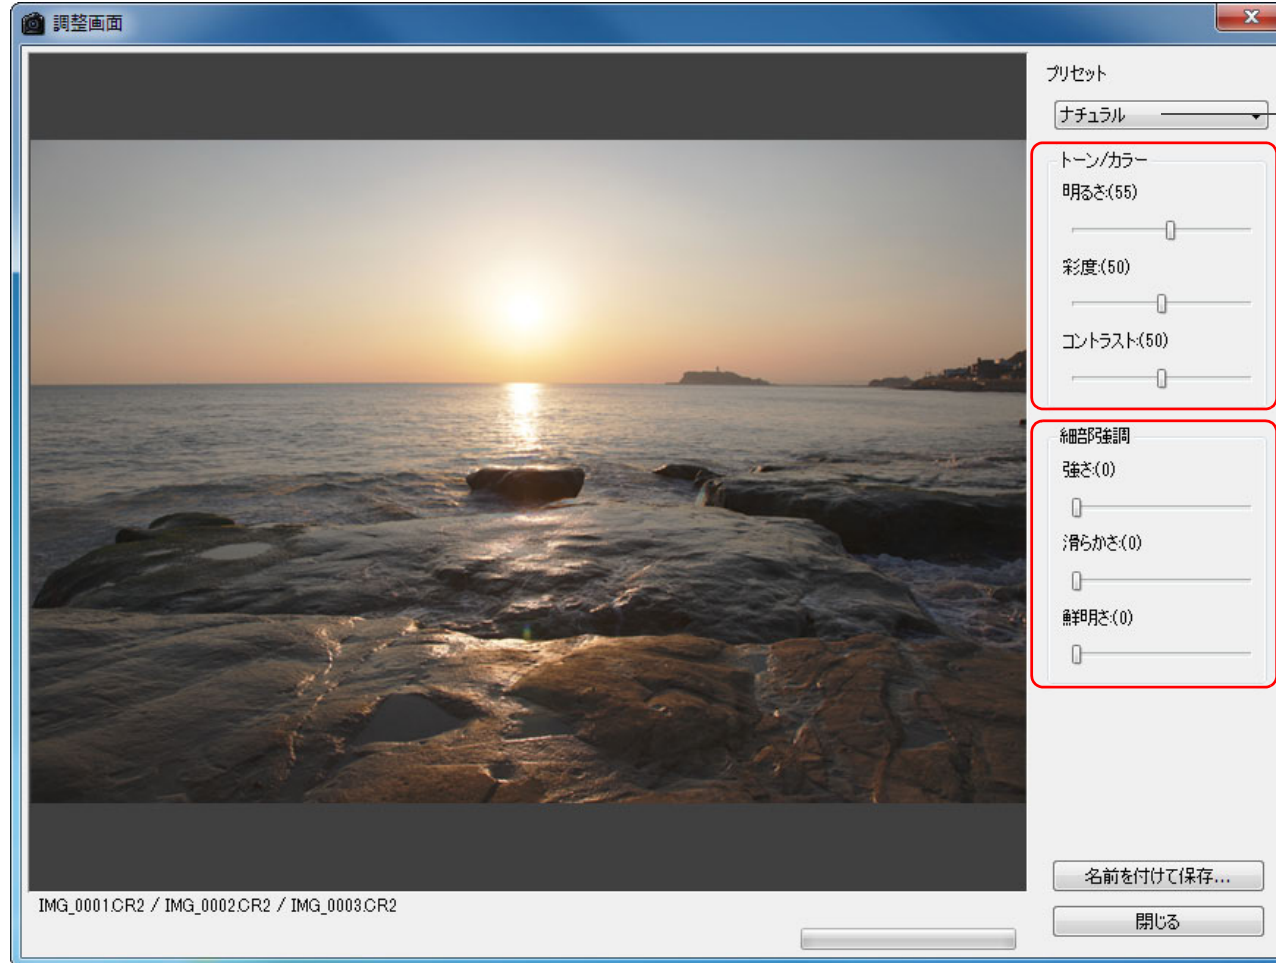 調整画面
プリセット
ナチュラル
トーン/カラー
明るさ:(55)
彩度:(50)
コントラスト:(50)
細部強調
強さ:(0)
滑らかさ:(0)
鮮明さ:(0)
名前を付けて保存...
閉じる
IMG_0001.CR2 / IMG_0002.CR2 / IMG_0003.CR2